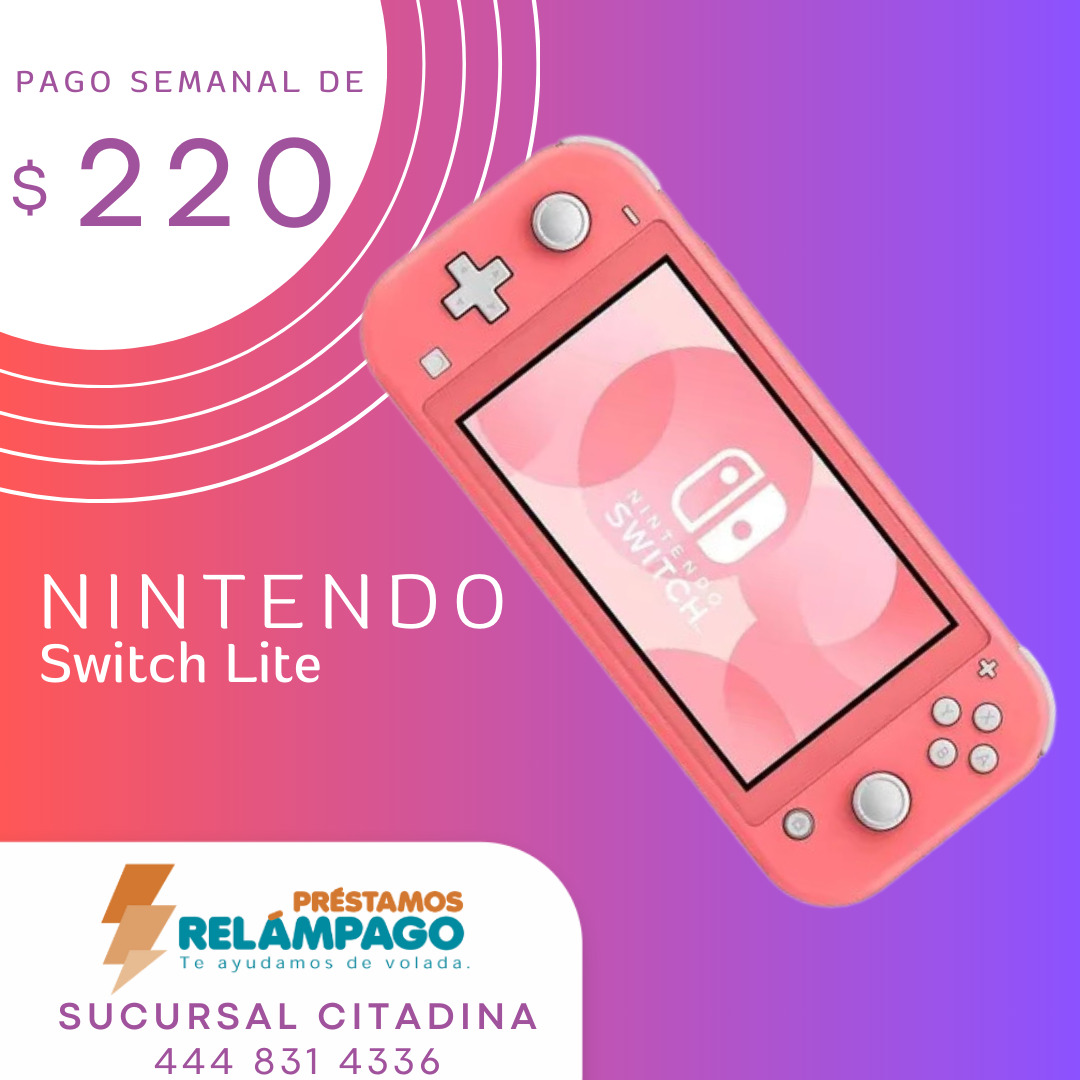 PAGO SEMANAL DE
$ 220
NINTENDO
SWITCH
NINTENDO
Switch Lite
Y
X
B
A
PRÉSTAMOS
RELÁMPAGO
Te ayudamos de volada.
SUCURSAL CITADINA
444 831 4336